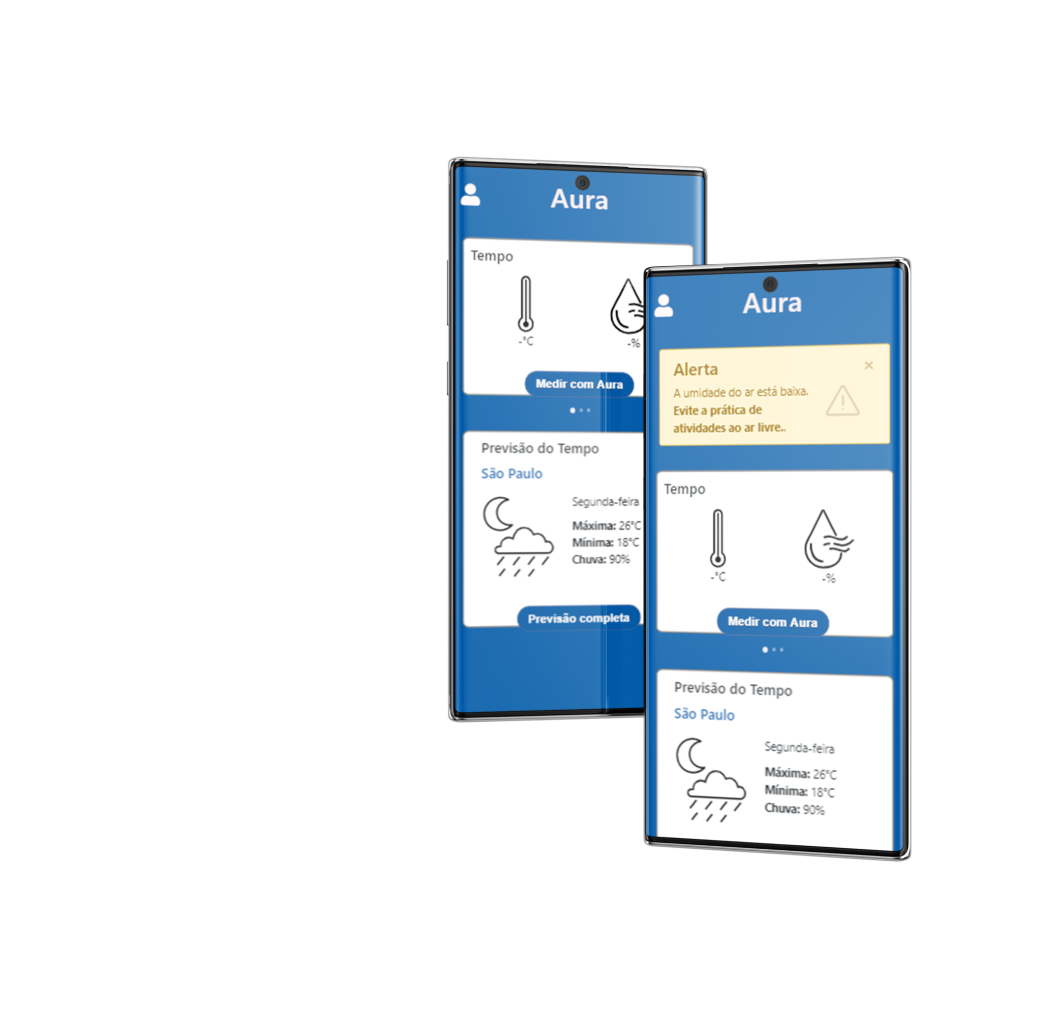 Aura
Tempo
-°C
-%
Medir com Aura
Previsão do Tempo
São Paulo
Segunda-feira
Máxima: 26°C
Mínima: 18°C
Chuva: 90%
Previsão completa
Aura
Alerta
×
A umidade do ar está baixa.
Evite a prática de
atividades ao ar livre..
Tempo
-°C
-%
Medir com Aura
Previsão do Tempo
São Paulo
Segunda-feira
Máxima: 26°C
Mínima: 18°C
Chuva: 90%